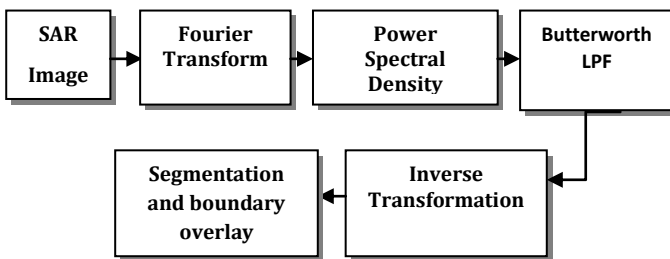 SAR
Image
Fourier
Transform
Power
Spectral
Density
Butterworth
LPF
Inverse
Transformation
Segmentation
and boundary
overlay